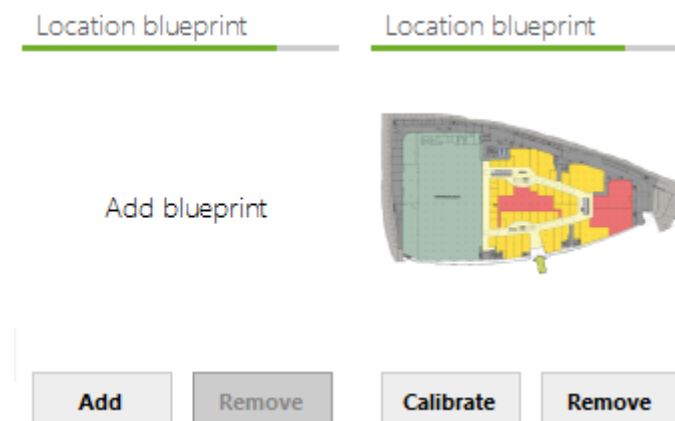 Location blueprint
Location blueprint
Add blueprint
Add
Remove
Calibrate
Remove